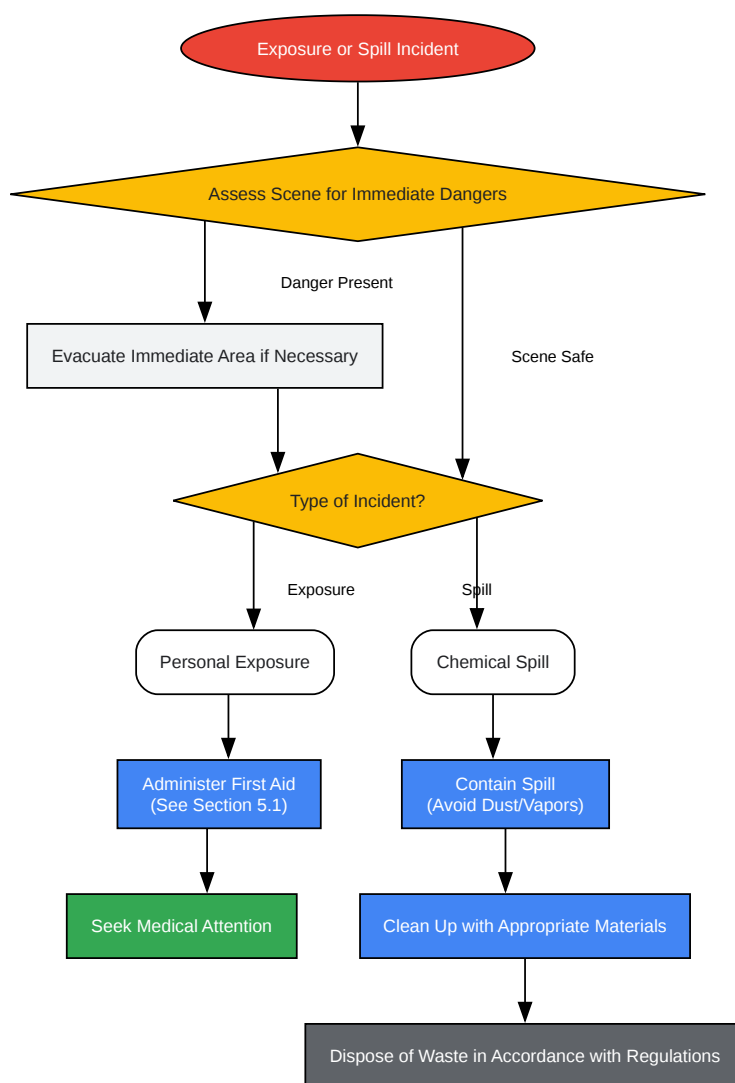 Exposure or Spill Incident
Assess Scene for Immediate Dangers
Danger Present
Evacuate Immediate Area if Necessary
Scene Safe
Type of Incident?
Exposure
Spill
Personal Exposure
Chemical Spill
Administer First Aid
(See Section 5.1)
Contain Spill
(Avoid Dust/Vapors)
Seek Medical Attention
Clean Up with Appropriate Materials
Dispose of Waste in Accordance with Regulations